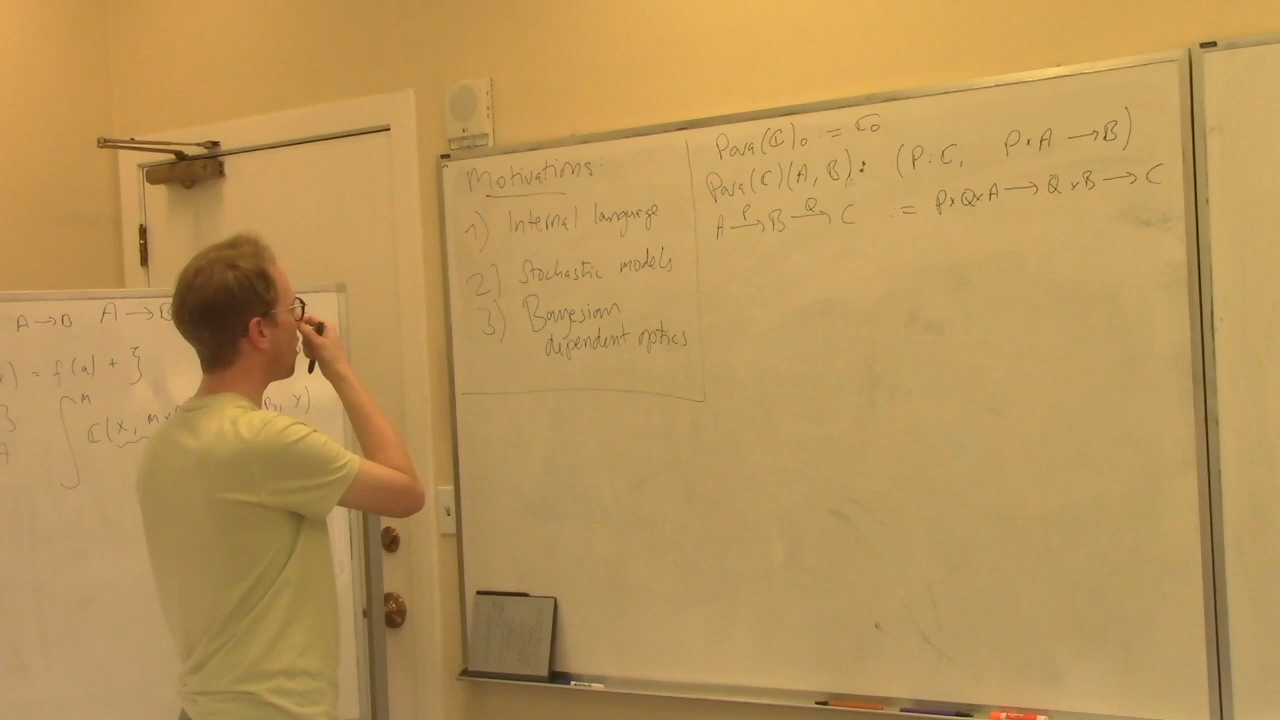 A → B A → B
) = f(a) + }
∫^M ℂ(X, M × B, Y)
Motivations:
1) Internal language
2) Stochastic models
3) Bayesian
dependent optics
Para(ℂ)₀ = ℂ₀
Para(C)(A, B): (P : C, P × A → B)
A —P→ B —Q→ C := P × Q × A → Q × B → C